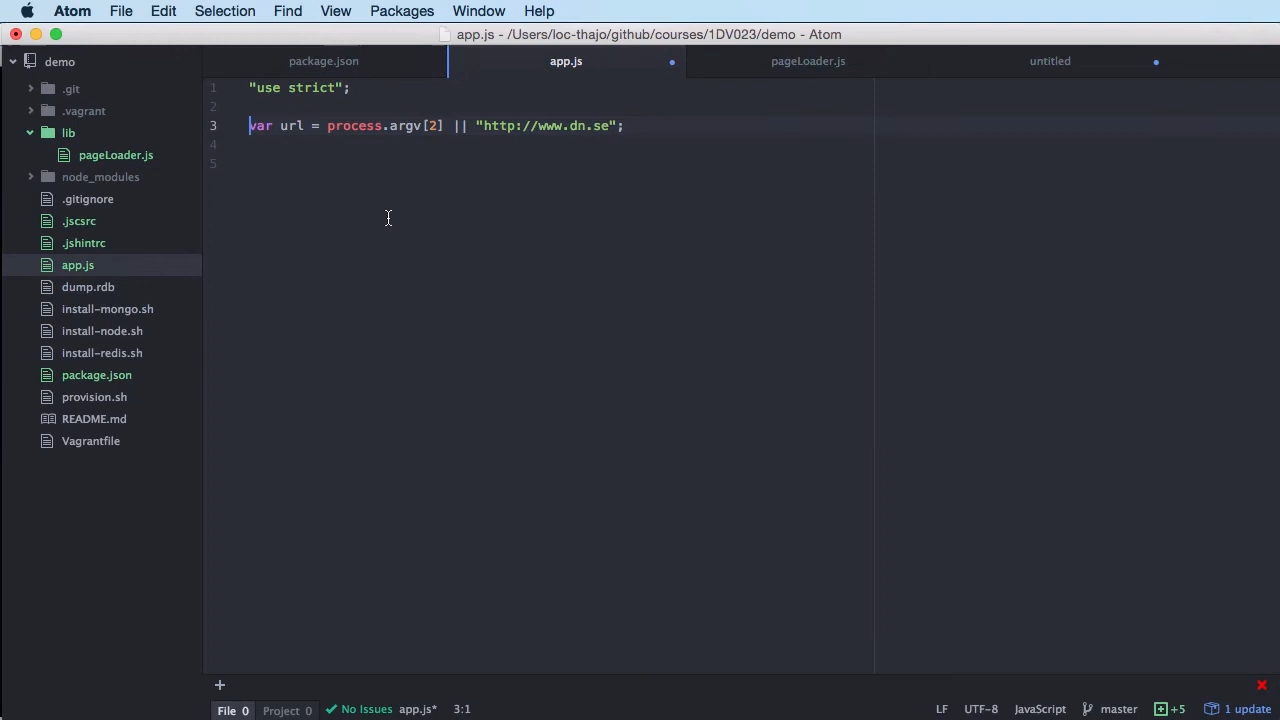 Atom File Edit Selection Find View Packages Window Help
app.js - /Users/loc-thajo/github/courses/1DV023/demo - Atom
demo
package.json
app.js
pageLoader.js
untitled
.git
.vagrant
lib
pageLoader.js
node_modules
.gitignore
.jscsrc
.jshintrc
app.js
dump.rdb
install-mongo.sh
install-node.sh
install-redis.sh
package.json
provision.sh
README.md
Vagrantfile
1 "use strict";
2
3 var url = process.argv[2] || "http://www.dn.se";
4
5
+
File 0 Project 0 No Issues app.js* 3:1 LF UTF-8 JavaScript master +5 1 update